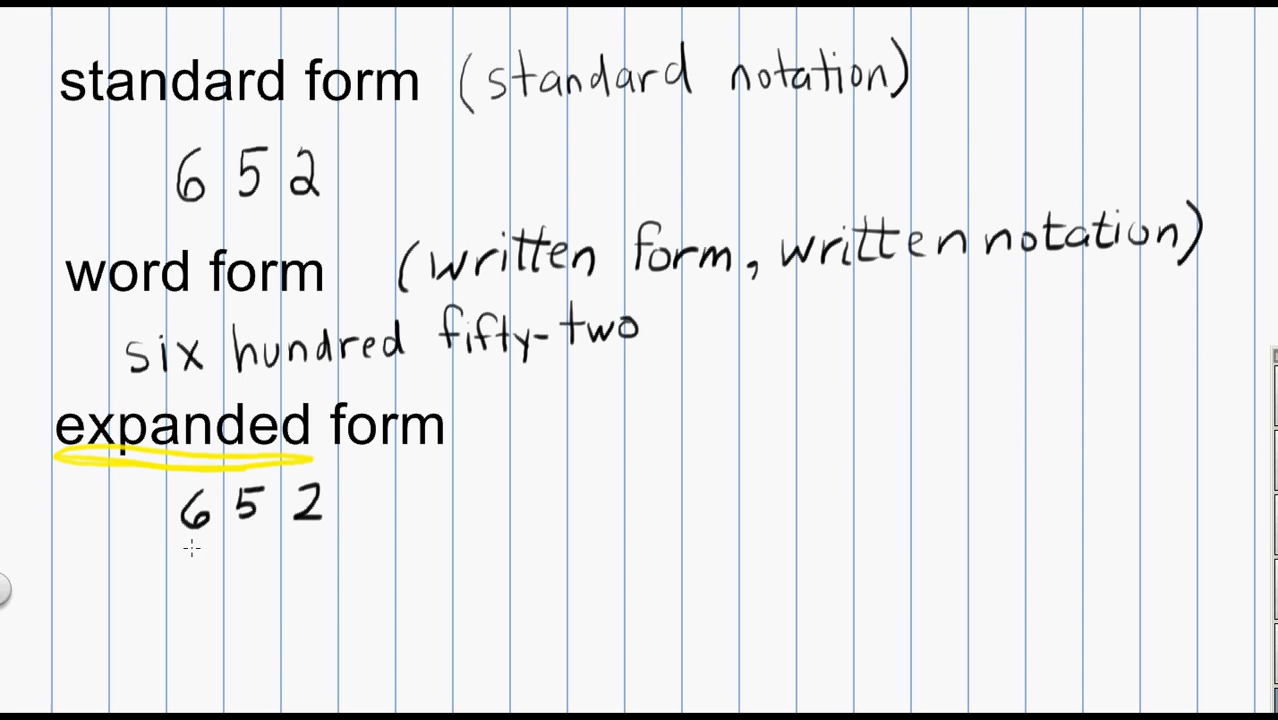 standard form (standard notation)
6 5 2
word form (written form, written notation)
six hundred fifty-two
expanded form
6 5 2